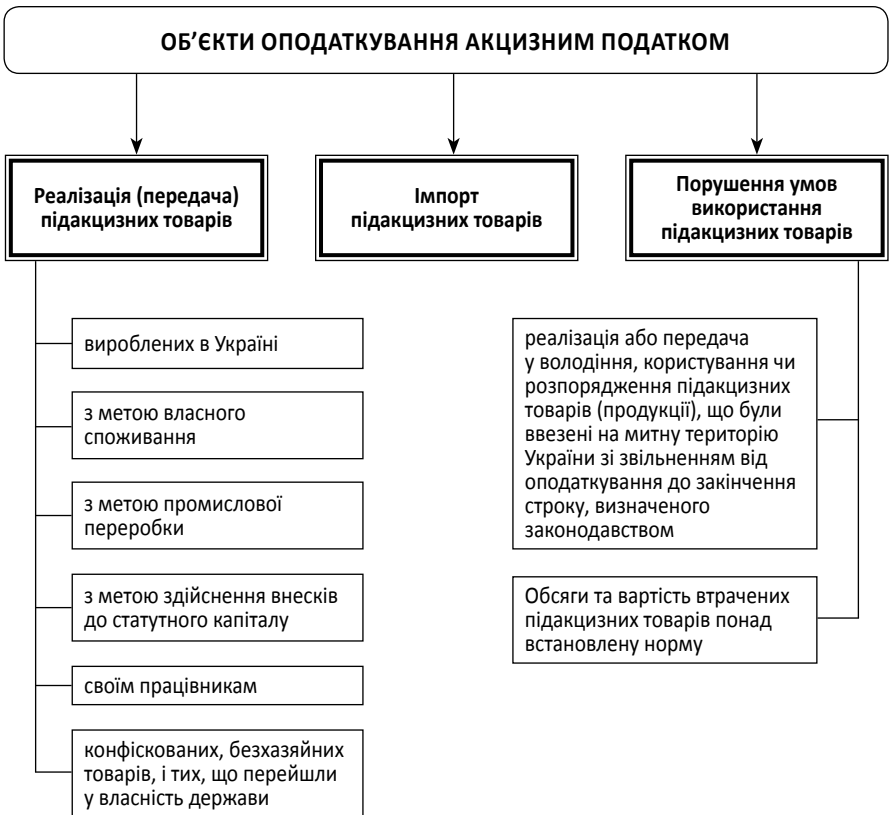 ОБ’ЄКТИ ОПОДАТКУВАННЯ АКЦИЗНИМ ПОДАТКОМ
Реалізація (передача)
підакцизних товарів
Імпорт
підакцизних товарів
Порушення умов
використання
підакцизних товарів
вироблених в Україні
з метою власного
споживання
з метою промислової
переробки
з метою здійснення внесків
до статутного капіталу
своїм працівникам
конфіскованих, безхазяйних
товарів, і тих, що перейшли
у власність держави
реалізація або передача
у володіння, користування чи
розпорядження підакцизних
товарів (продукції), що були
ввезені на митну територію
України зі звільненням від
оподаткування до закінчення
строку, визначеного
законодавством
Обсяги та вартість втрачених
підакцизних товарів понад
встановлену норму